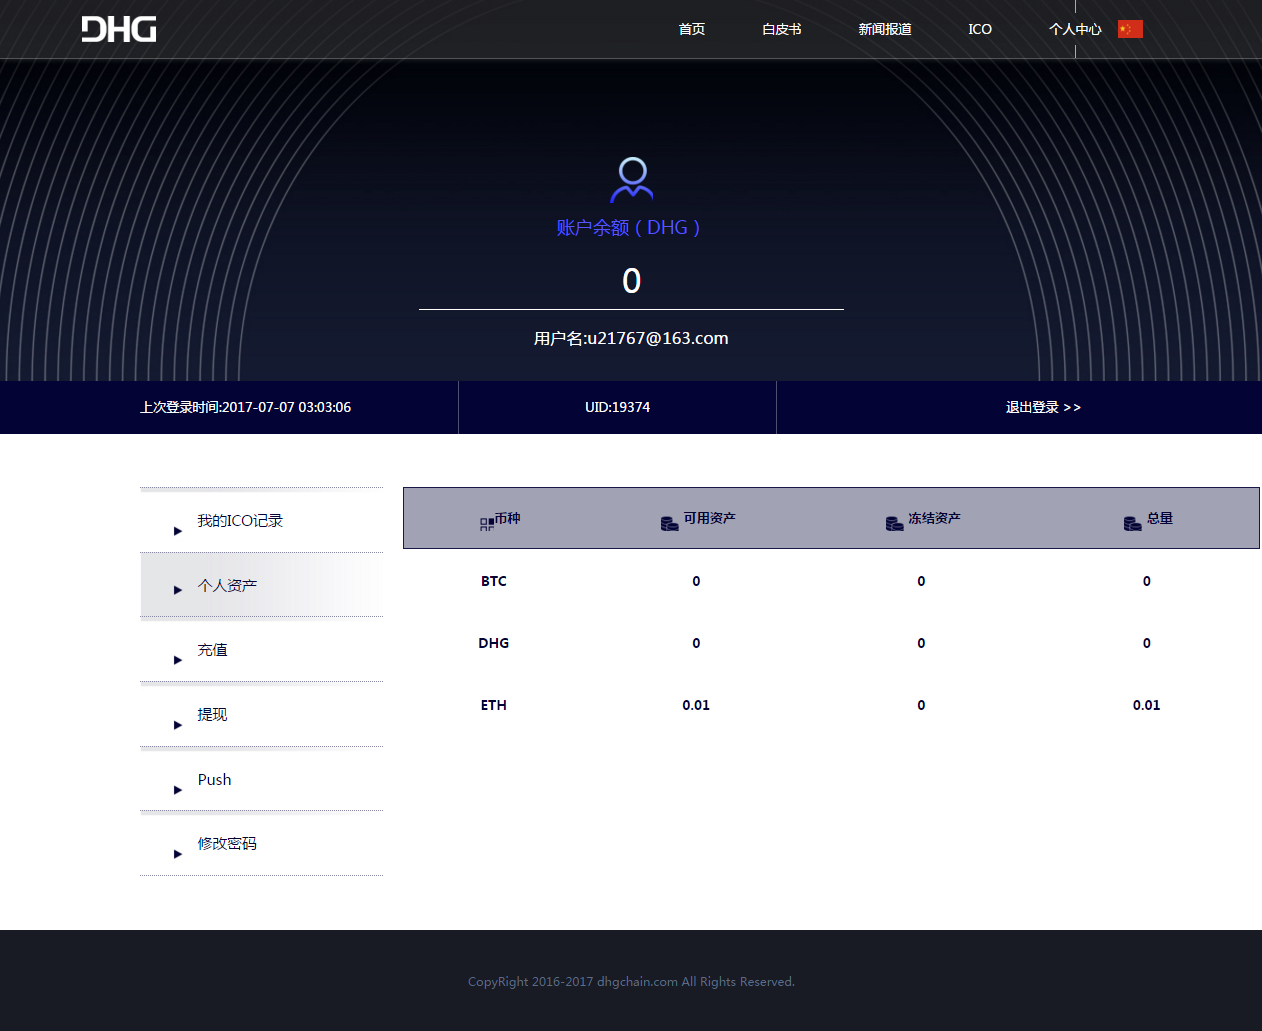 DHG
首页 白皮书 新闻报道 ICO 个人中心
账户余额 ( DHG )
0
用户名:u21767@163.com
上次登录时间:2017-07-07 03:03:06 UID:19374 退出登录 >>
我的ICO记录
个人资产
充值
提现
Push
修改密码
币种 可用资产 冻结资产 总量
BTC 0 0 0
DHG 0 0 0
ETH 0.01 0 0.01
CopyRight 2016-2017 dhgchain.com All Rights Reserved.